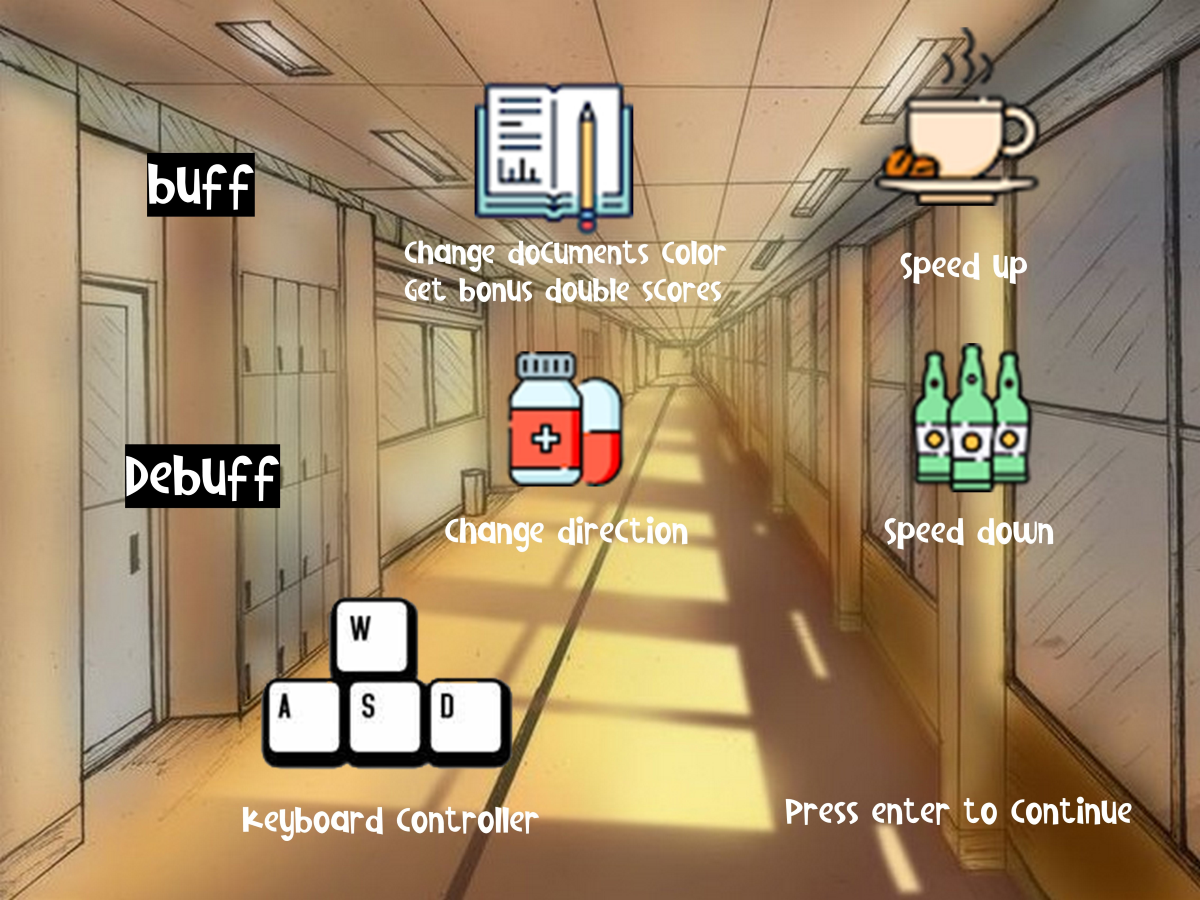 buff
Change documents color
Get bonus double scores
Speed up
Debuff
Change direction
Speed down
W
A S D
Keyboard Controller
Press enter to Continue